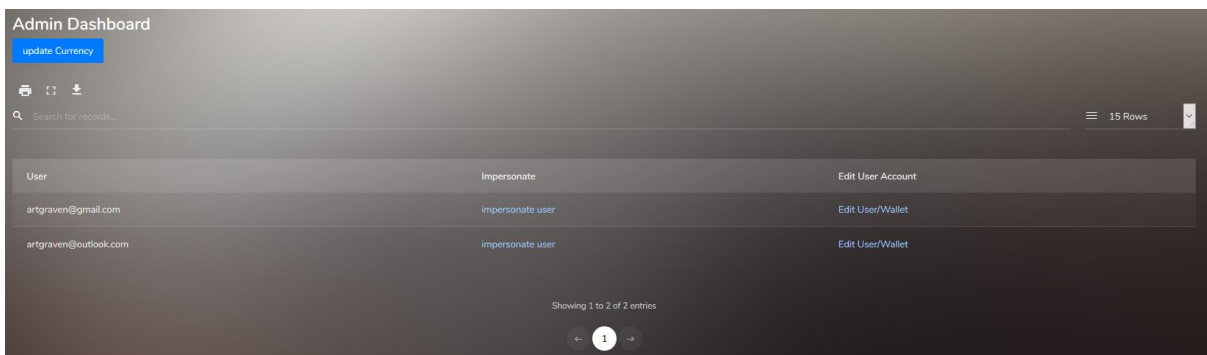 Admin Dashboard
update Currency
Search for records...
15 Rows
User Impersonate Edit User Account
artgraven@gmail.com impersonate user Edit User/Wallet
artgraven@outlook.com impersonate user Edit User/Wallet
Showing 1 to 2 of 2 entries
← 1 →